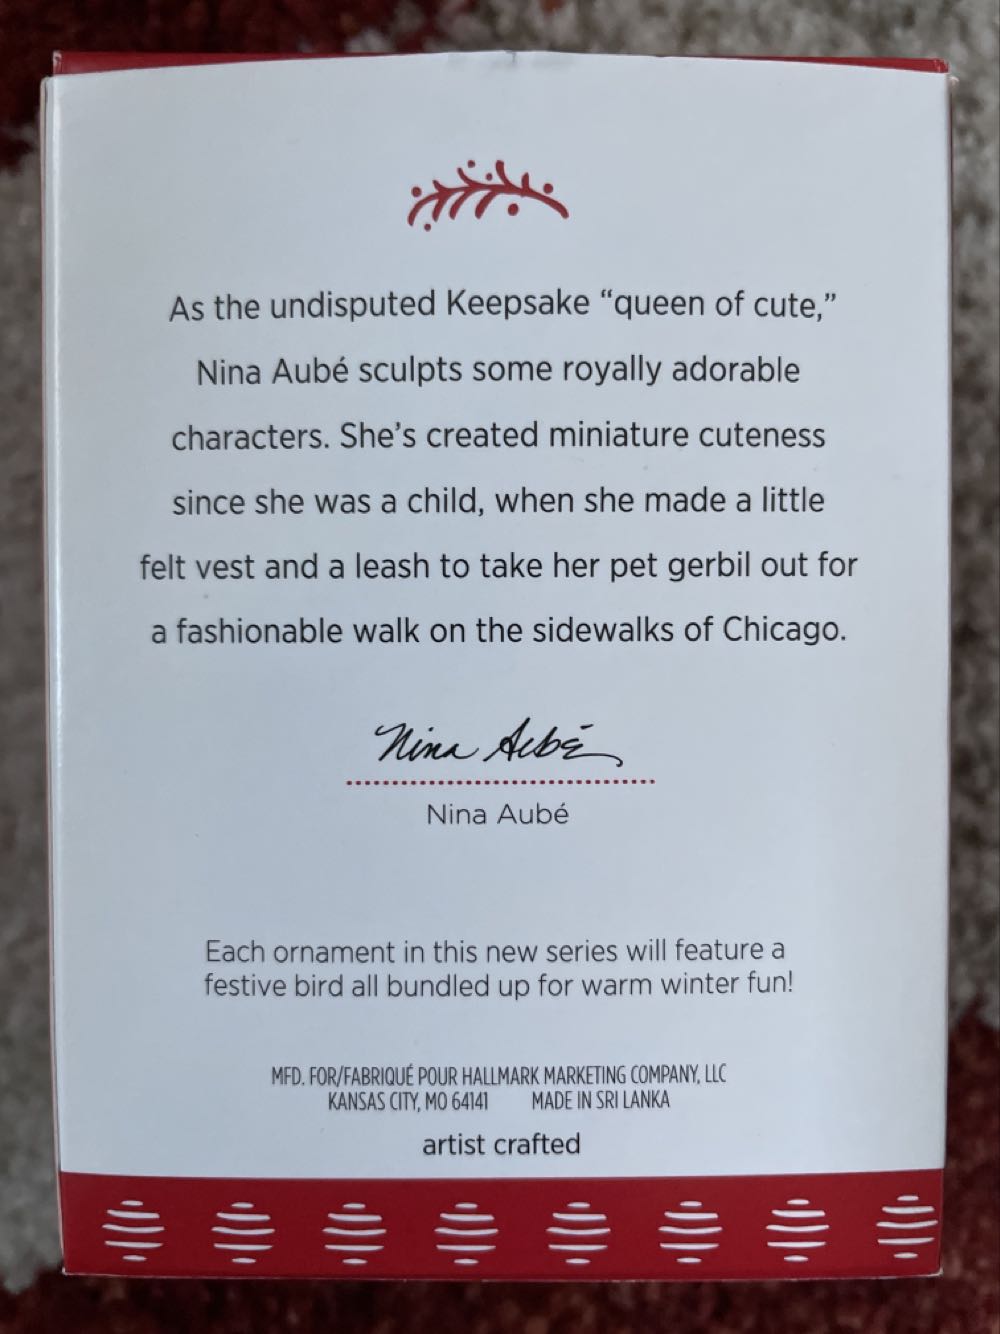 As the undisputed Keepsake “queen of cute,”
Nina Aubé sculpts some royally adorable
characters. She’s created miniature cuteness
since she was a child, when she made a little
felt vest and a leash to take her pet gerbil out for
a fashionable walk on the sidewalks of Chicago.
Nina Aubé
Nina Aubé
Each ornament in this new series will feature a
festive bird all bundled up for warm winter fun!
MFD. FOR/FABRIQUÉ POUR HALLMARK MARKETING COMPANY, LLC
KANSAS CITY, MO 64141 MADE IN SRI LANKA
artist crafted